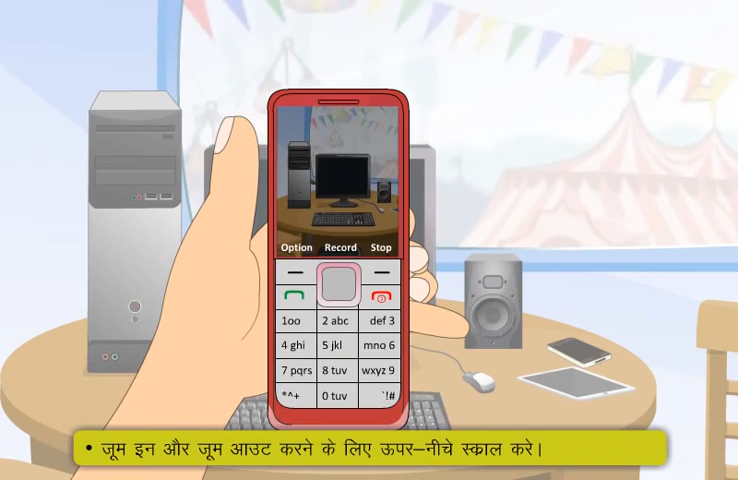 Option Record Stop
1oo 2 abc def 3
4 ghi 5 jkl mno 6
7 pqrs 8 tuv wxyz 9
*^+ 0 tuv `!#
• जूम इन और जूम आउट करने के लिए ऊपर–नीचे स्क्राल करे।